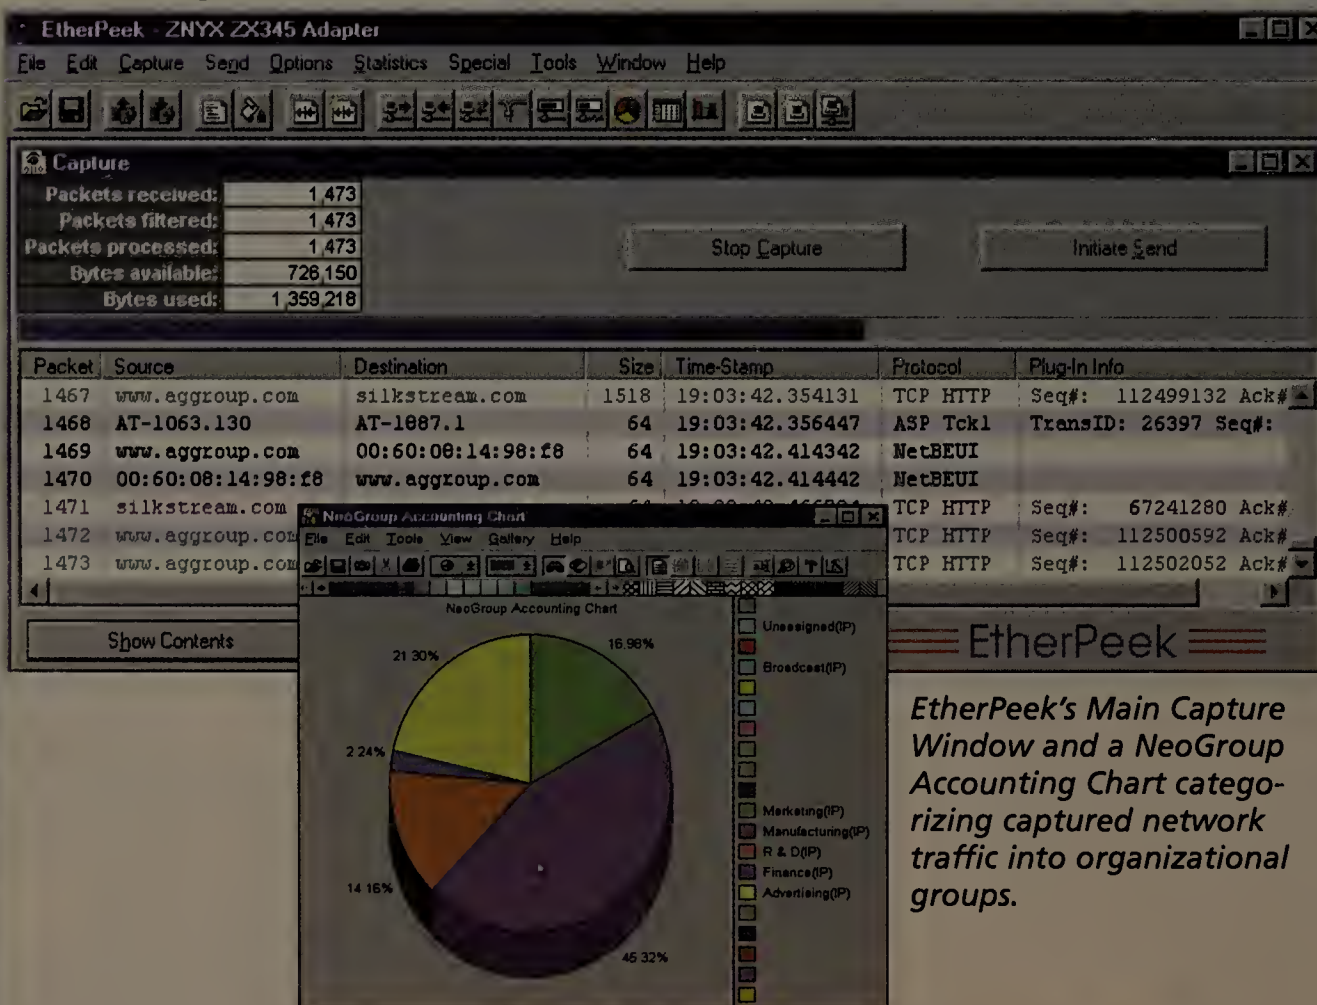 EtherPeek - ZNYX ZX345 Adapter
File Edit Capture Send Options Statistics Special Tools Window Help
Capture
Packets received: 1,473
Packets filtered: 1,473
Packets processed: 1,473
Bytes available: 726,150
Bytes used: 1,359,218
Stop Capture
Initiate Send
Packet Source Destination Size Time-Stamp Protocol Plug-In Info
1467 www.aggroup.com silkstream.com 1518 19:03:42.354131 TCP HTTP Seq#: 112499132 Ack#
1468 AT-1063.130 AT-1087.1 64 19:03:42.356447 ASP Tckl TransID: 26397 Seq#:
1469 www.aggroup.com 00:60:08:14:98:f8 64 19:03:42.414342 NetBEUI
1470 00:60:08:14:98:f8 www.aggroup.com 64 19:03:42.414442 NetBEUI
1471 silkstream.com TCP HTTP Seq#: 67241280 Ack#
1472 www.aggroup.com TCP HTTP Seq#: 112500592 Ack#
1473 www.aggroup.com TCP HTTP Seq#: 112502052 Ack#
Show Contents
EtherPeek
NeoGroup Accounting Chart
File Edit Tools View Gallery Help
NeoGroup Accounting Chart
16.98%
21.30%
2.24%
14.16%
45.32%
Unassigned(IP)
Broadcast(IP)
Marketing(IP)
Manufacturing(IP)
R & D(IP)
Finance(IP)
Advertising(IP)
EtherPeek's Main Capture
Window and a NeoGroup
Accounting Chart catego-
rizing captured network
traffic into organizational
groups.